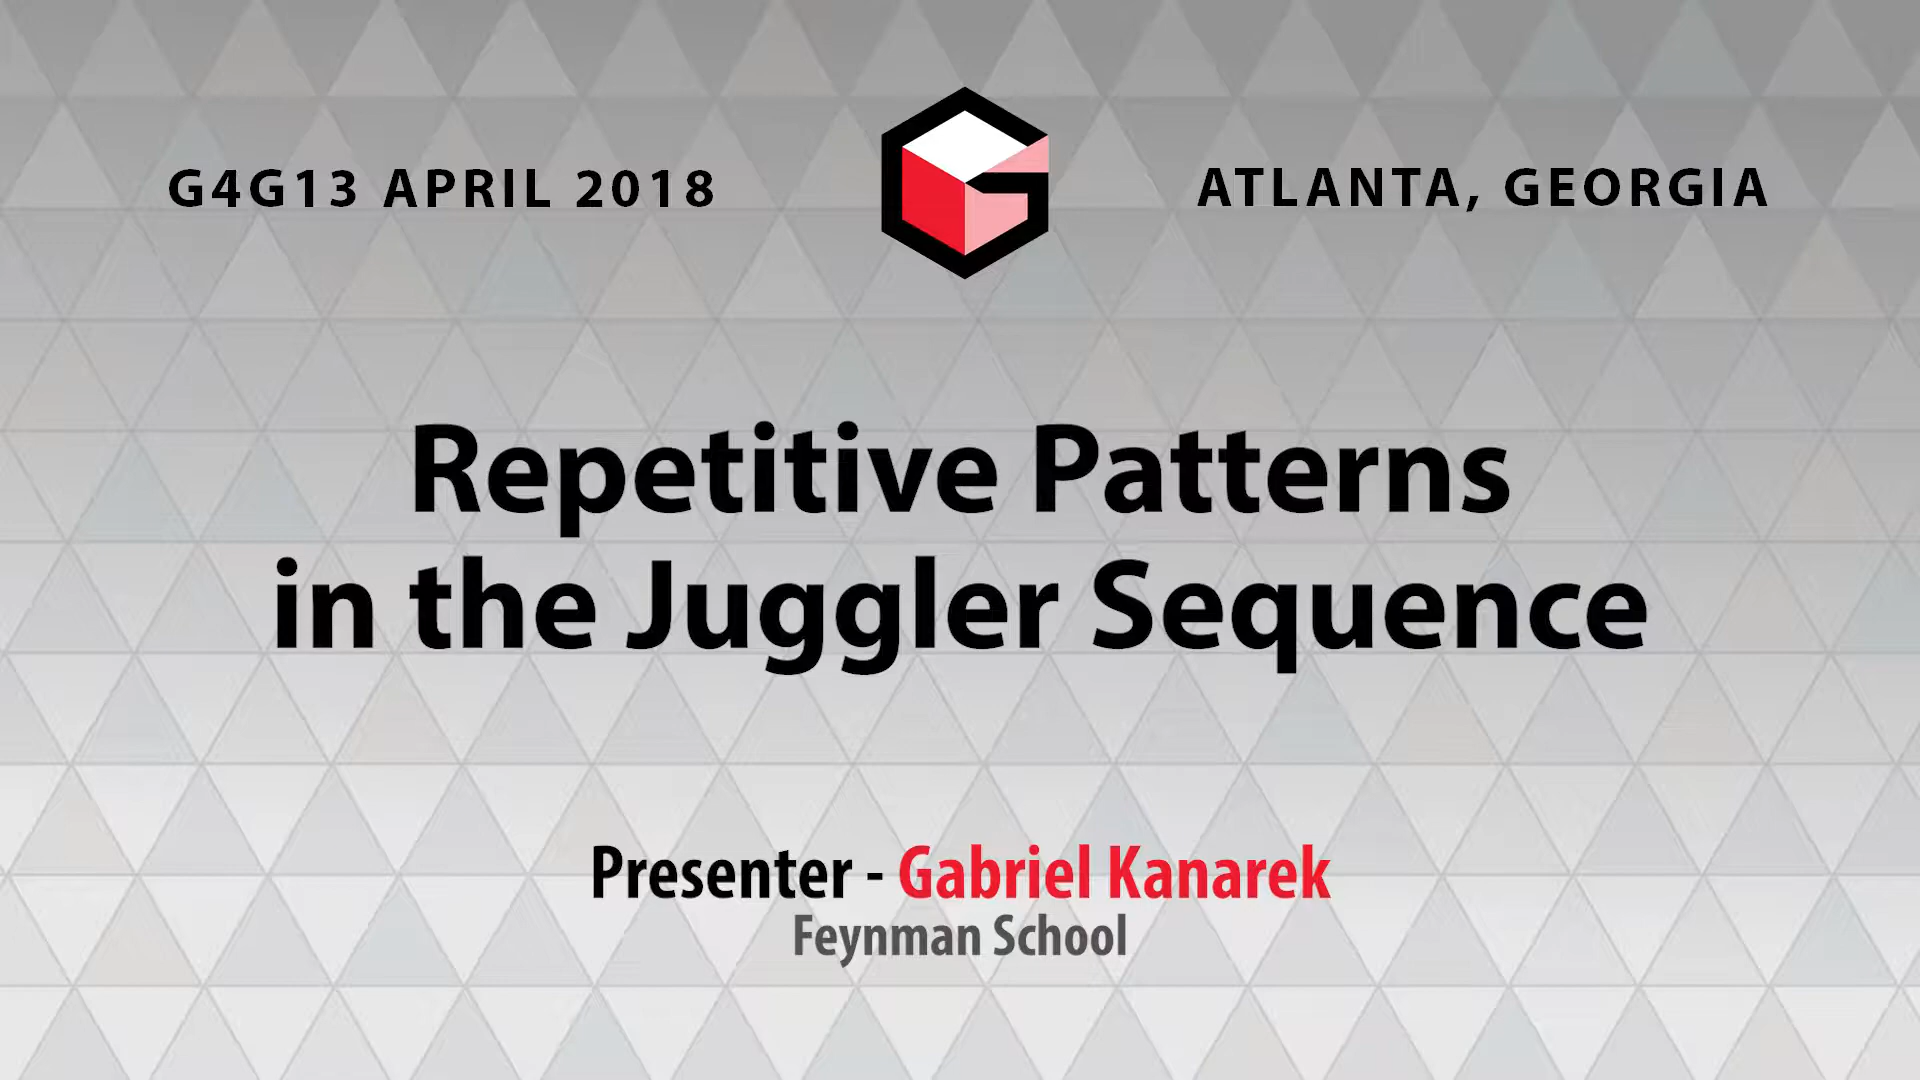 G4G13 APRIL 2018
ATLANTA, GEORGIA
Repetitive Patterns
in the Juggler Sequence
Presenter - Gabriel Kanarek
Feynman School